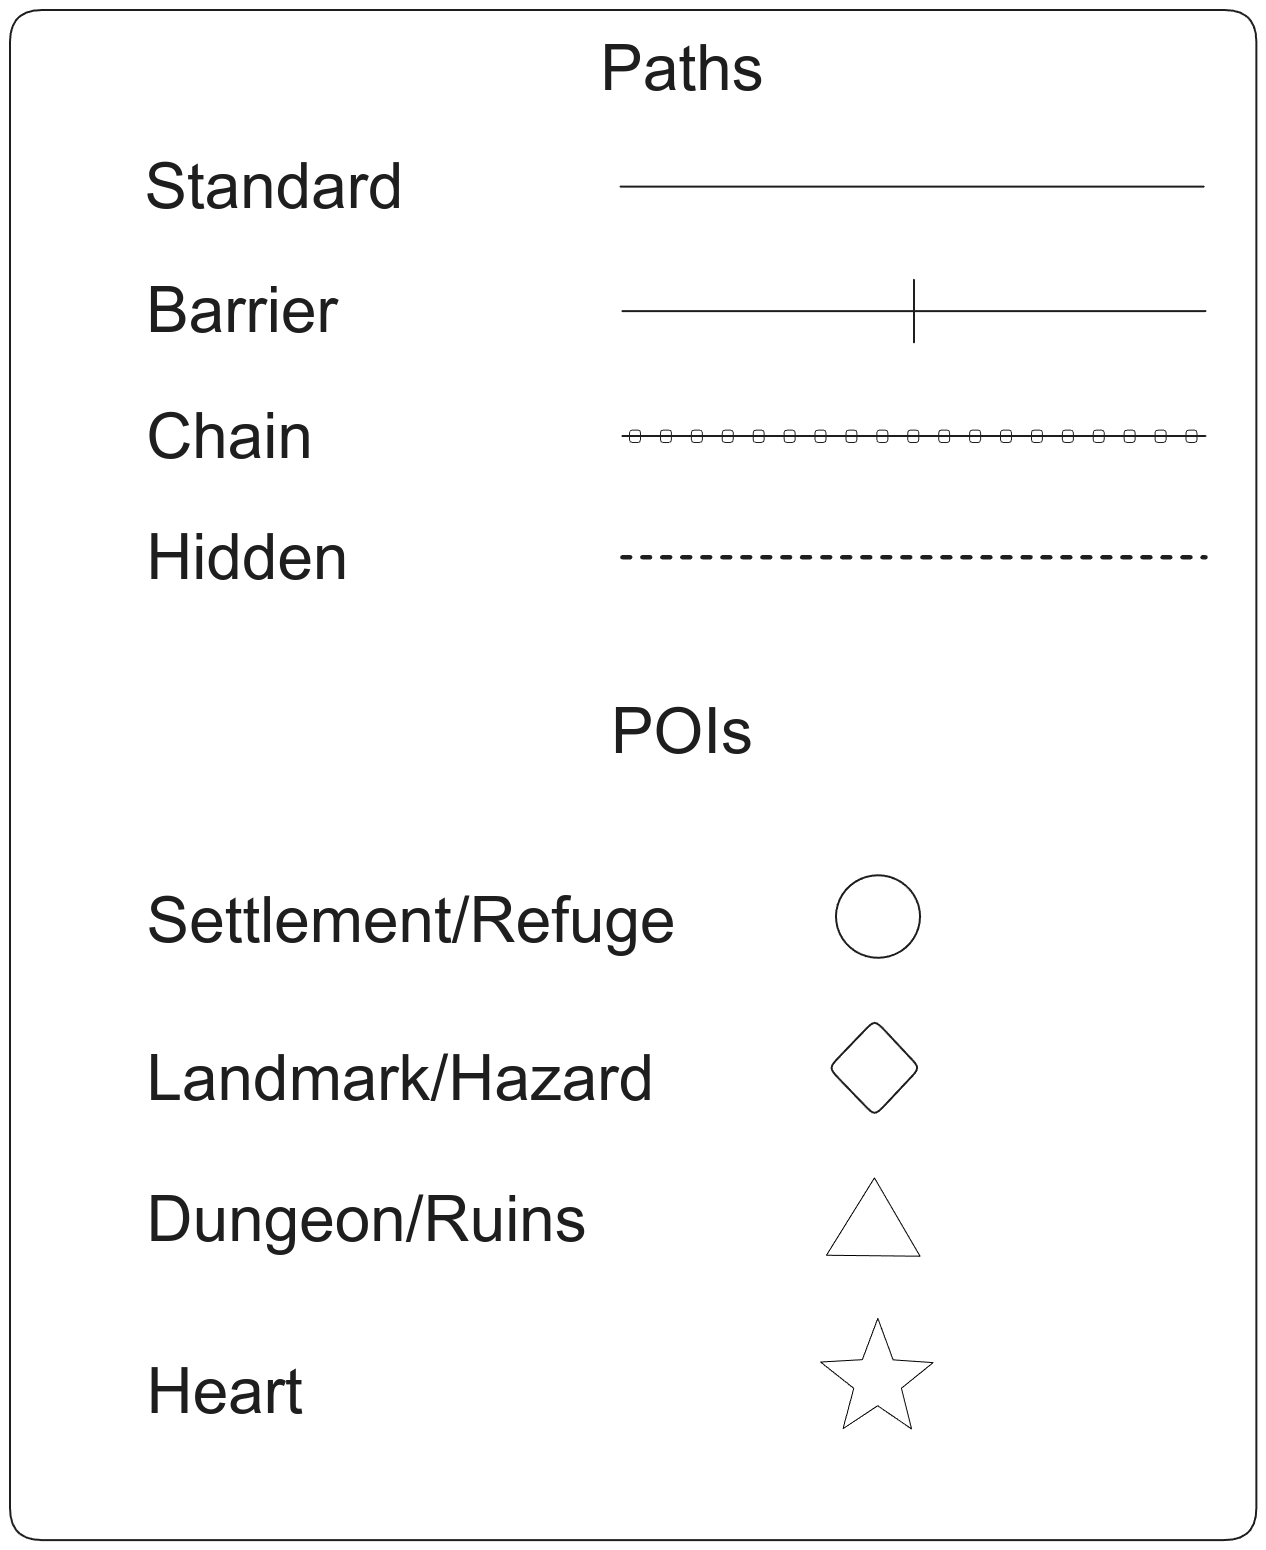 Paths
Standard
Barrier
Chain
Hidden
POIs
Settlement/Refuge
Landmark/Hazard
Dungeon/Ruins
Heart